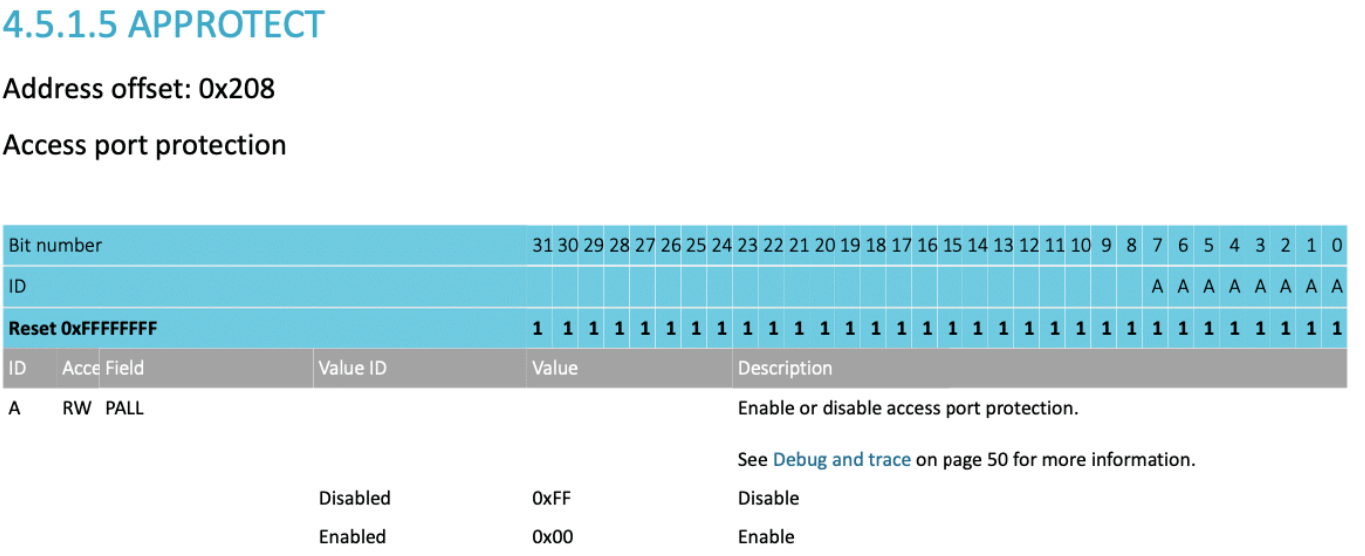 4.5.1.5 APPROTECT
Address offset: 0x208
Access port protection
Bit number 31 30 29 28 27 26 25 24 23 22 21 20 19 18 17 16 15 14 13 12 11 10 9 8 7 6 5 4 3 2 1 0
ID A A A A A A A A
Reset 0xFFFFFFFF 1 1 1 1 1 1 1 1 1 1 1 1 1 1 1 1 1 1 1 1 1 1 1 1 1 1 1 1 1 1 1 1
ID Acce Field Value ID Value Description
A RW PALL Enable or disable access port protection.
See Debug and trace on page 50 for more information.
Disabled 0xFF Disable
Enabled 0x00 Enable